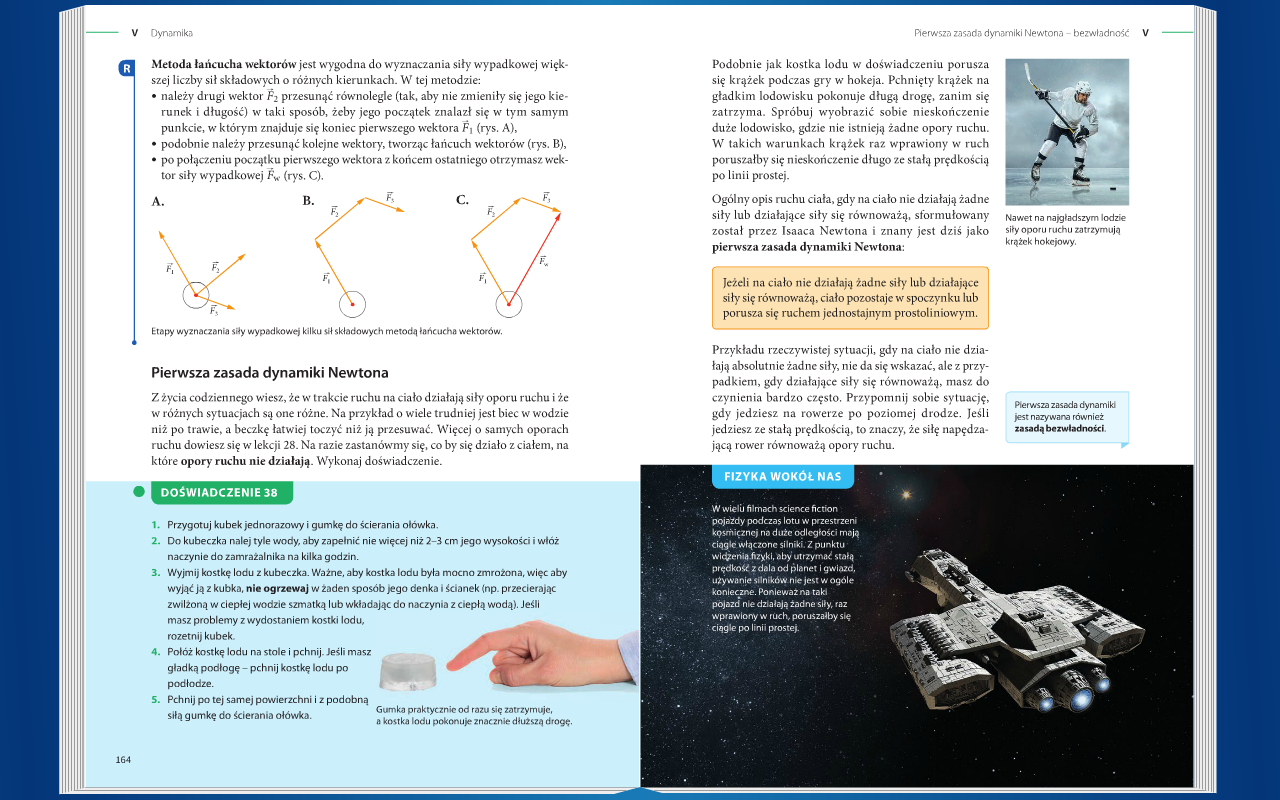 V Dynamika
R
Metoda łańcucha wektorów jest wygodna do wyznaczania siły wypadkowej więk-
szej liczby sił składowych o różnych kierunkach. W tej metodzie:
• należy drugi wektor F⃗₂ przesunąć równolegle (tak, aby nie zmieniły się jego kie-
runek i długość) w taki sposób, żeby jego początek znalazł się w tym samym
punkcie, w którym znajduje się koniec pierwszego wektora F⃗₁ (rys. A),
• podobnie należy przesunąć kolejne wektory, tworząc łańcuch wektorów (rys. B),
• po połączeniu początku pierwszego wektora z końcem ostatniego otrzymasz wek-
tor siły wypadkowej F⃗w (rys. C).
A.
F⃗₁
F⃗₂
F⃗₃
B.
F⃗₂
F⃗₃
F⃗₁
C.
F⃗₂
F⃗₃
F⃗w
F⃗₁
Etapy wyznaczania siły wypadkowej kilku sił składowych metodą łańcucha wektorów.
Pierwsza zasada dynamiki Newtona
Z życia codziennego wiesz, że w trakcie ruchu na ciało działają siły oporu ruchu i że
w różnych sytuacjach są one różne. Na przykład o wiele trudniej jest biec w wodzie
niż po trawie, a beczkę łatwiej toczyć niż ją przesuwać. Więcej o samych oporach
ruchu dowiesz się w lekcji 28. Na razie zastanówmy się, co by się działo z ciałem, na
które opory ruchu nie działają. Wykonaj doświadczenie.
DOŚWIADCZENIE 38
1. Przygotuj kubek jednorazowy i gumkę do ścierania ołówka.
2. Do kubeczka nalej tyle wody, aby zapełnić nie więcej niż 2–3 cm jego wysokości i włóż
naczynie do zamrażalnika na kilka godzin.
3. Wyjmij kostkę lodu z kubeczka. Ważne, aby kostka lodu była mocno zmrożona, więc aby
wyjąć ją z kubka, nie ogrzewaj w żaden sposób jego denka i ścianek (np. przecierając
zwilżoną w ciepłej wodzie szmatką lub wkładając do naczynia z ciepłą wodą). Jeśli
masz problemy z wydostaniem kostki lodu,
rozetnij kubek.
4. Połóż kostkę lodu na stole i pchnij. Jeśli masz
gładką podłogę – pchnij kostkę lodu po
podłodze.
5. Pchnij po tej samej powierzchni i z podobną
siłą gumkę do ścierania ołówka.
Gumka praktycznie od razu się zatrzymuje,
a kostka lodu pokonuje znacznie dłuższą drogę.
164
Pierwsza zasada dynamiki Newtona – bezwładność V
Podobnie jak kostka lodu w doświadczeniu porusza
się krążek podczas gry w hokeja. Pchnięty krążek na
gładkim lodowisku pokonuje długą drogę, zanim się
zatrzyma. Spróbuj wyobrazić sobie nieskończenie
duże lodowisko, gdzie nie istnieją żadne opory ruchu.
W takich warunkach krążek raz wprawiony w ruch
poruszałby się nieskończenie długo ze stałą prędkością
po linii prostej.
Ogólny opis ruchu ciała, gdy na ciało nie działają żadne
siły lub działające siły się równoważą, sformułowany
został przez Isaaca Newtona i znany jest dziś jako
pierwsza zasada dynamiki Newtona:
Jeżeli na ciało nie działają żadne siły lub działające
siły się równoważą, ciało pozostaje w spoczynku lub
porusza się ruchem jednostajnym prostoliniowym.
Przykładu rzeczywistej sytuacji, gdy na ciało nie dzia-
łają absolutnie żadne siły, nie da się wskazać, ale z przy-
padkiem, gdy działające siły się równoważą, masz do
czynienia bardzo często. Przypomnij sobie sytuację,
gdy jedziesz na rowerze po poziomej drodze. Jeśli
jedziesz ze stałą prędkością, to znaczy, że siłę napędza-
jącą rower równoważą opory ruchu.
Nawet na najgładszym lodzie
siły oporu ruchu zatrzymują
krążek hokejowy.
Pierwsza zasada dynamiki
jest nazywana również
zasadą bezwładności.
FIZYKA WOKÓŁ NAS
W wielu filmach science fiction
pojazdy podczas lotu w przestrzeni
kosmicznej na duże odległości mają
ciągle włączone silniki. Z punktu
widzenia fizyki, aby utrzymać stałą
prędkość z dala od planet i gwiazd,
używanie silników nie jest w ogóle
konieczne. Ponieważ na taki
pojazd nie działają żadne siły, raz
wprawiony w ruch, poruszałby się
ciągle po linii prostej.